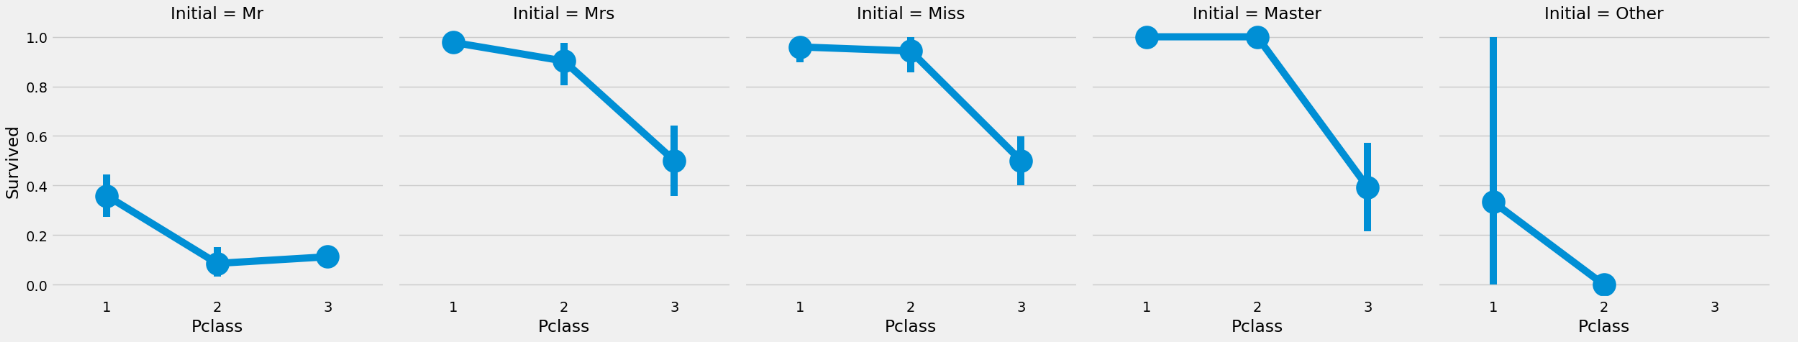 Initial = Mr
Initial = Mrs
Initial = Miss
Initial = Master
Initial = Other
Survived
1.0
0.8
0.6
0.4
0.2
0.0
1 2 3
1 2 3
1 2 3
1 2 3
1 2 3
Pclass
Pclass
Pclass
Pclass
Pclass